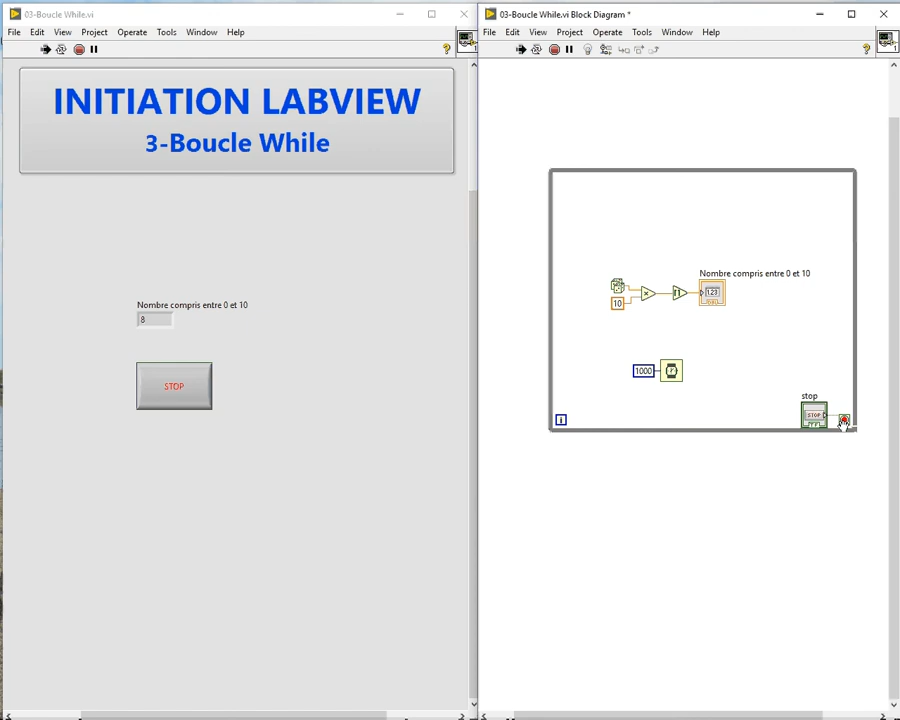 03-Boucle While.vi
File Edit View Project Operate Tools Window Help
INITIATION LABVIEW
3-Boucle While
Nombre compris entre 0 et 10
8
STOP
03-Boucle While.vi Block Diagram *
File Edit View Project Operate Tools Window Help
Nombre compris entre 0 et 10
10
1.23
1000
stop
STOP
i